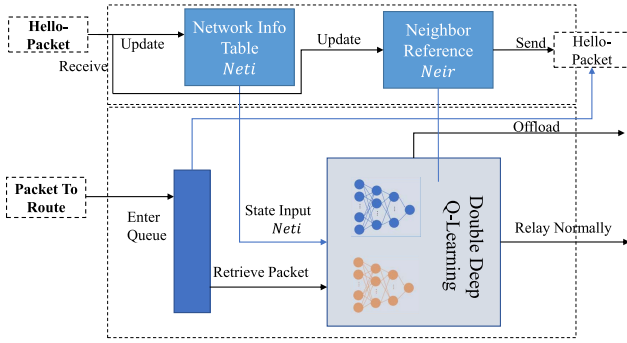 Hello-
Packet
Update
Receive
Network Info
Table
Neti
Update
Neighbor
Reference
Neir
Send
Hello-
Packet
Offload
Packet To
Route
Enter
Queue
State Input
Neti
Retrieve Packet
Double Deep
Q-Learning
Relay Normally